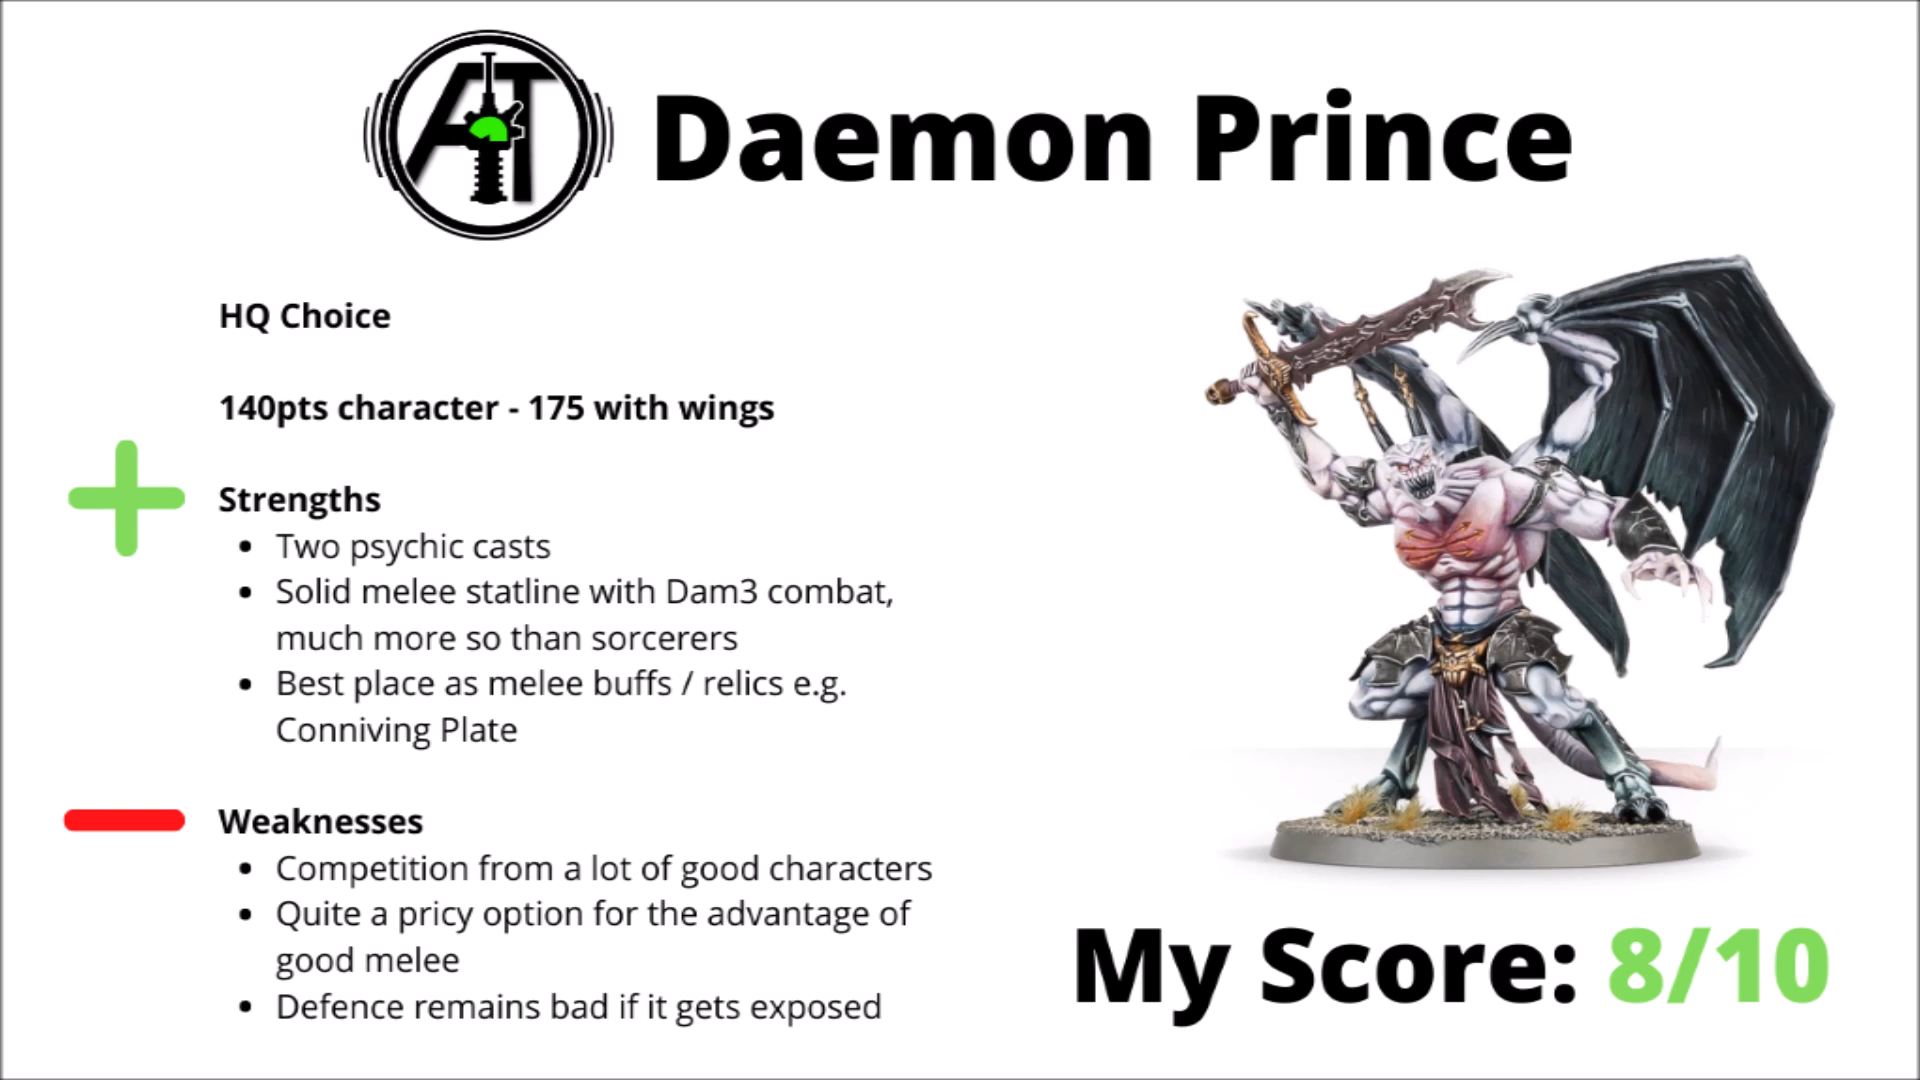 AT
Daemon Prince
HQ Choice
140pts character - 175 with wings
Strengths
• Two psychic casts
• Solid melee statline with Dam3 combat,
much more so than sorcerers
• Best place as melee buffs / relics e.g.
Conniving Plate
Weaknesses
• Competition from a lot of good characters
• Quite a pricy option for the advantage of
good melee
• Defence remains bad if it gets exposed
My Score: 8/10